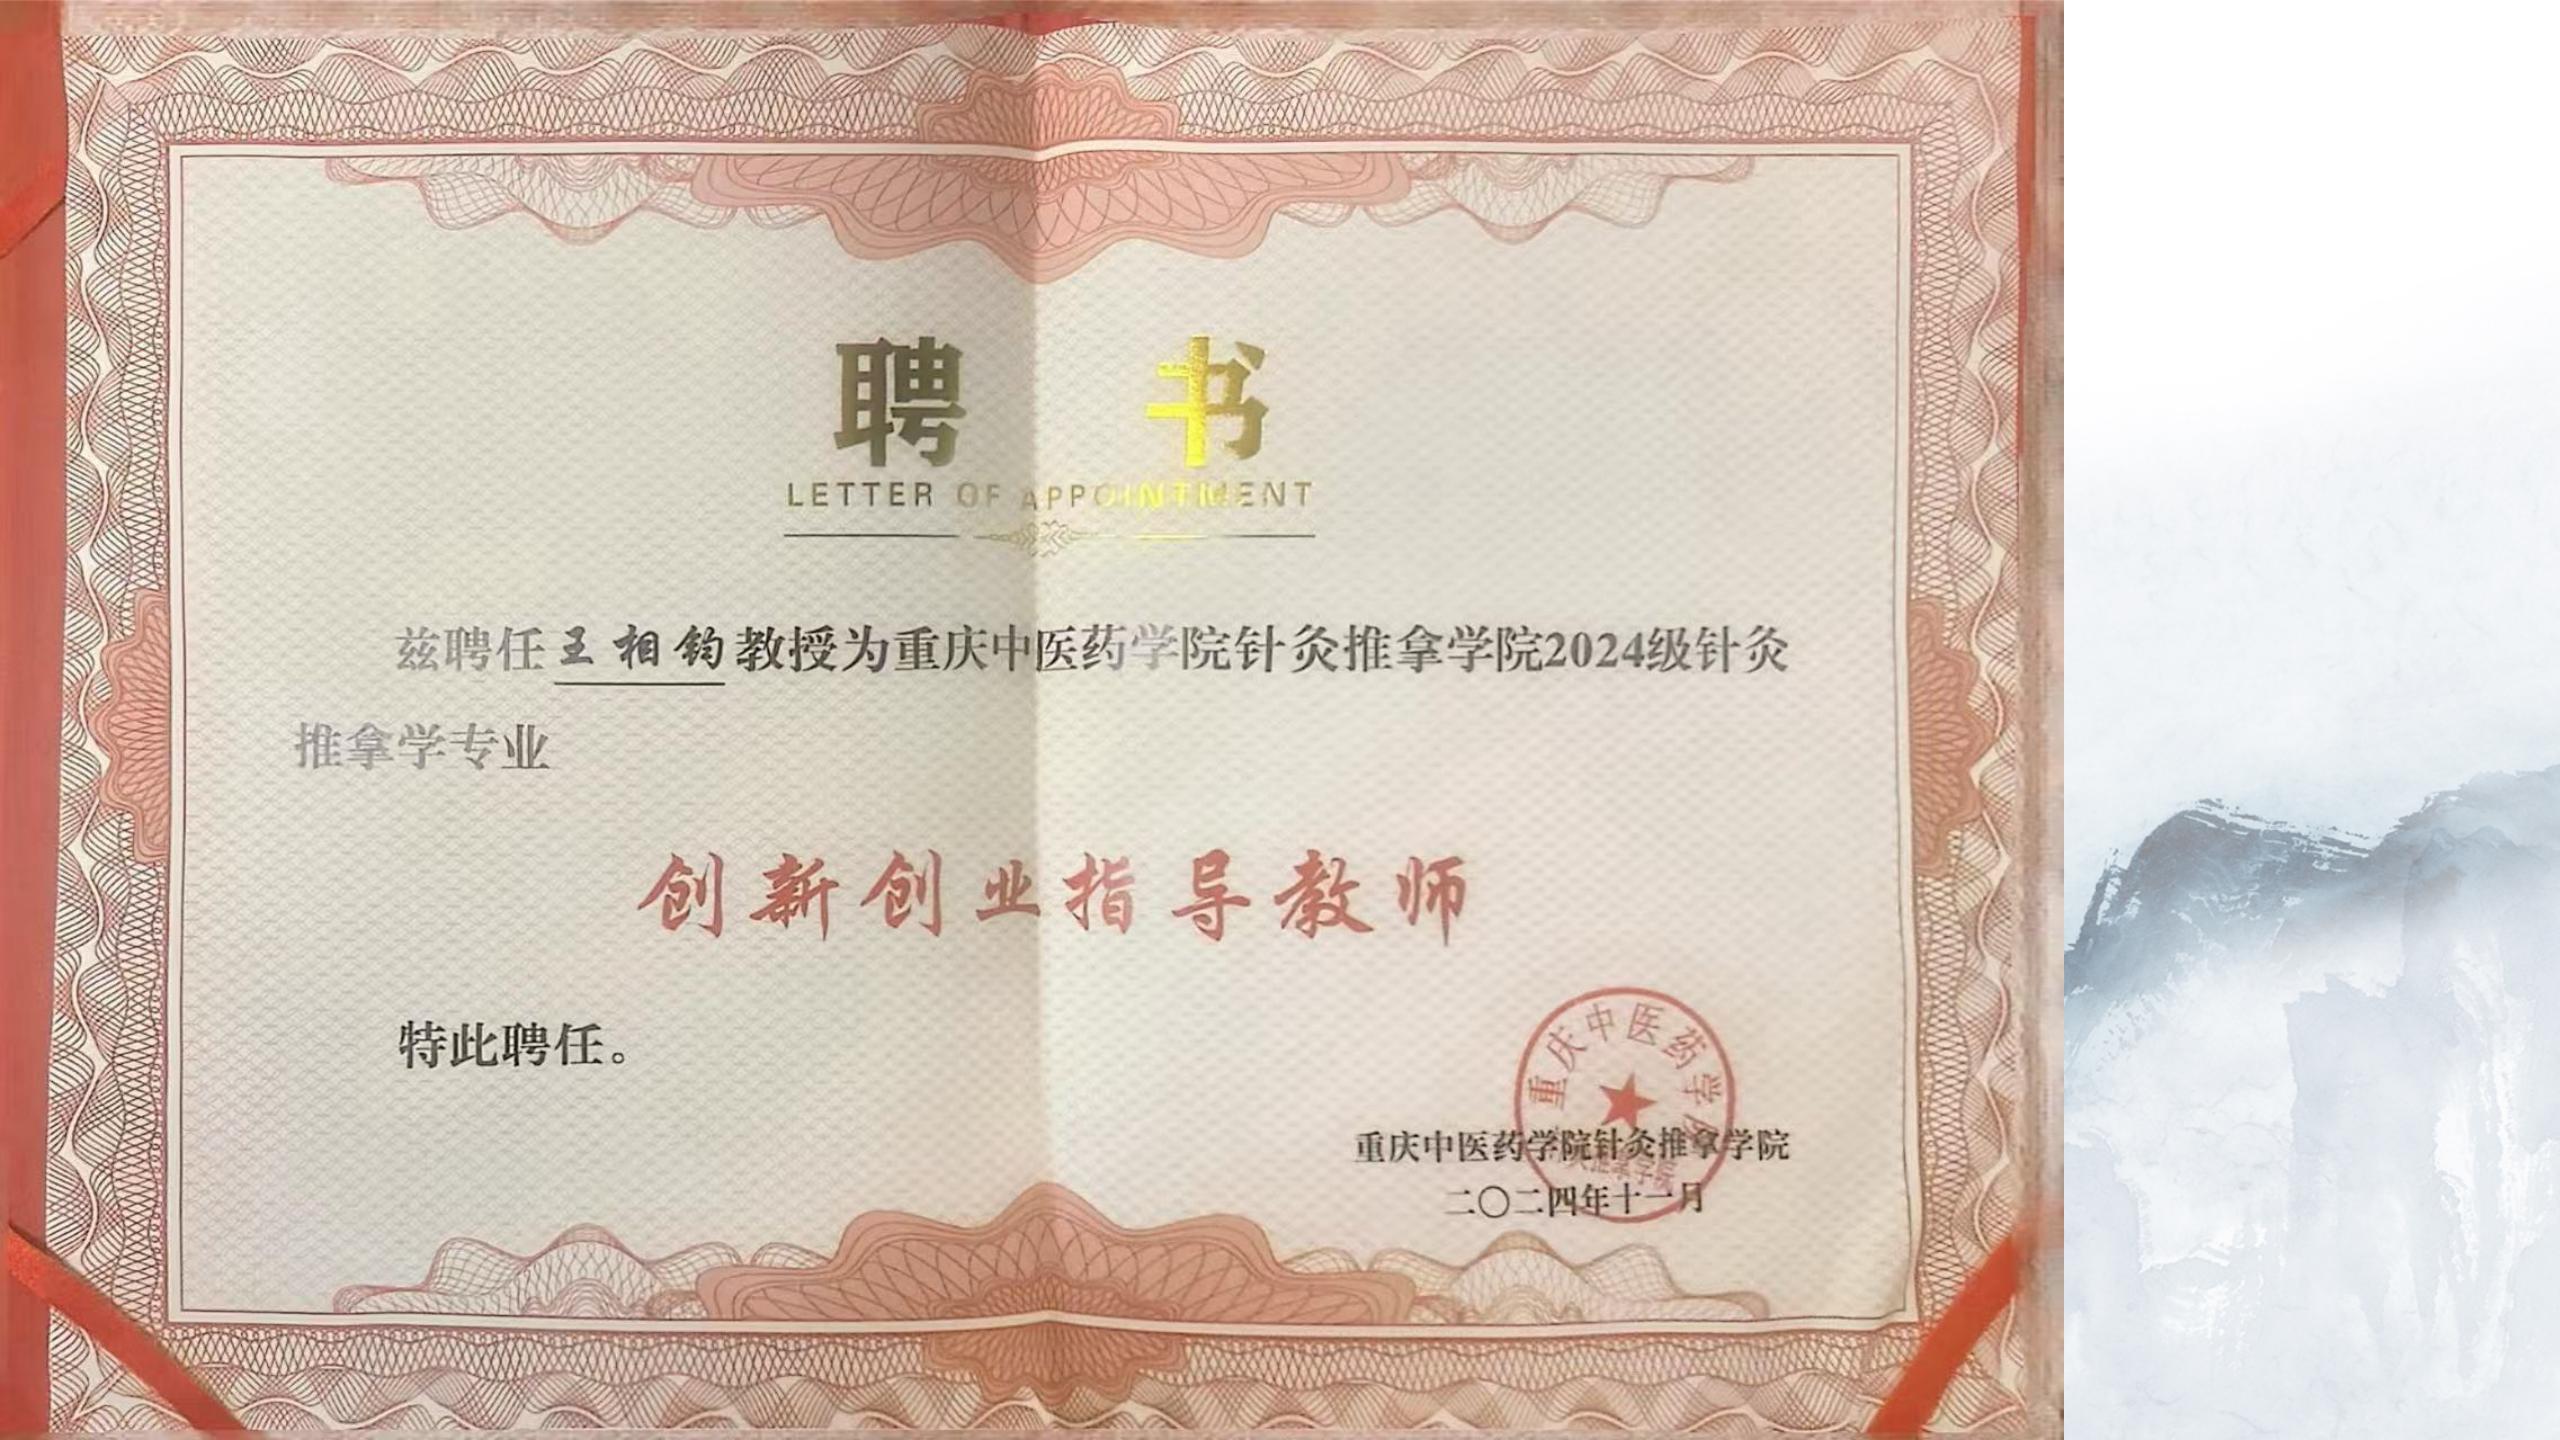 聘 书
LETTER OF APPOINTMENT
兹聘任王相钧教授为重庆中医药学院针灸推拿学院2024级针灸
推拿学专业
创新创业指导教师
特此聘任。
重庆中医药学院
重庆中医药学院针灸推拿学院
二〇二四年十一月